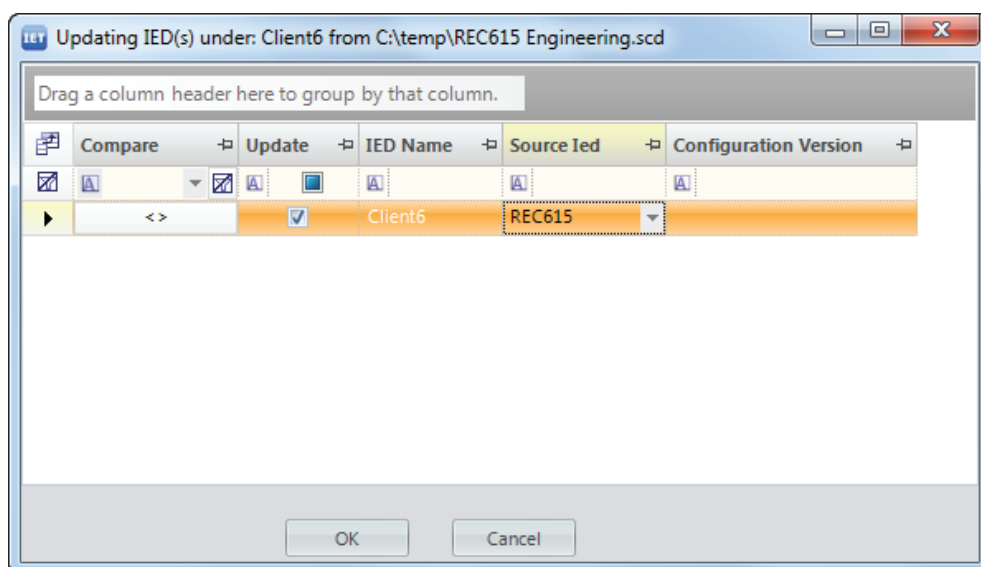 IET Updating IED(s) under: Client6 from C:\temp\REC615 Engineering.scd
Drag a column header here to group by that column.
Compare Update IED Name Source Ied Configuration Version
A A A A A
<> Client6 REC615
OK Cancel